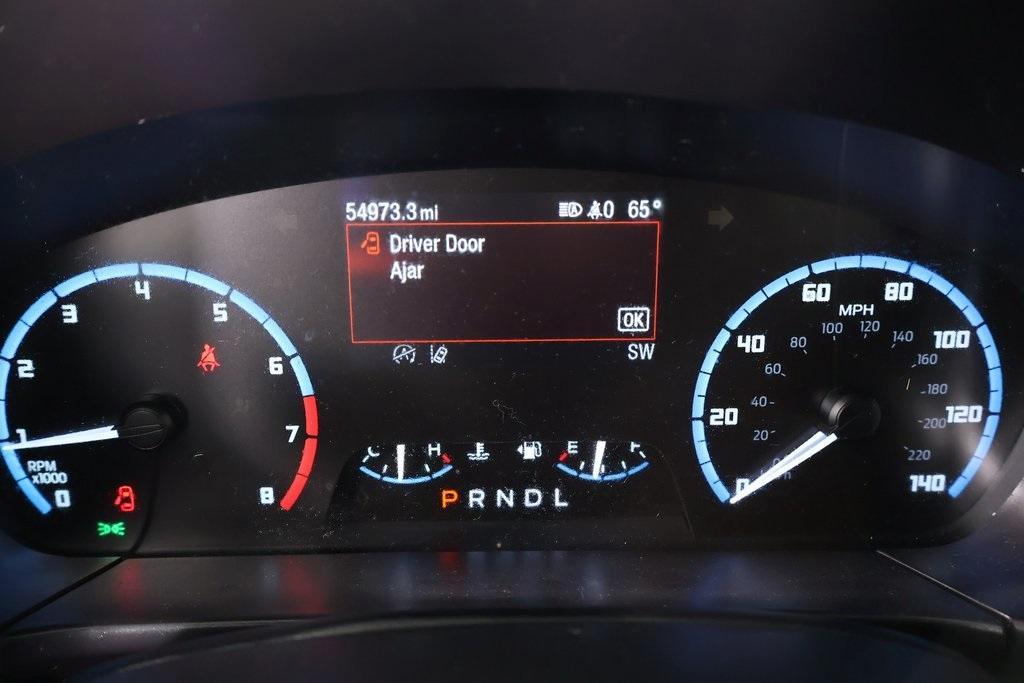 54973.3 mi 0 65°
Driver Door
Ajar
OK
SW
0 1 2 3 4 5 6 7 8
RPM
x1000
C H E F
P R N D L
0 20 40 60 80 100 120 140
MPH
20 40 60 80 100 120 140 160 180 200 220